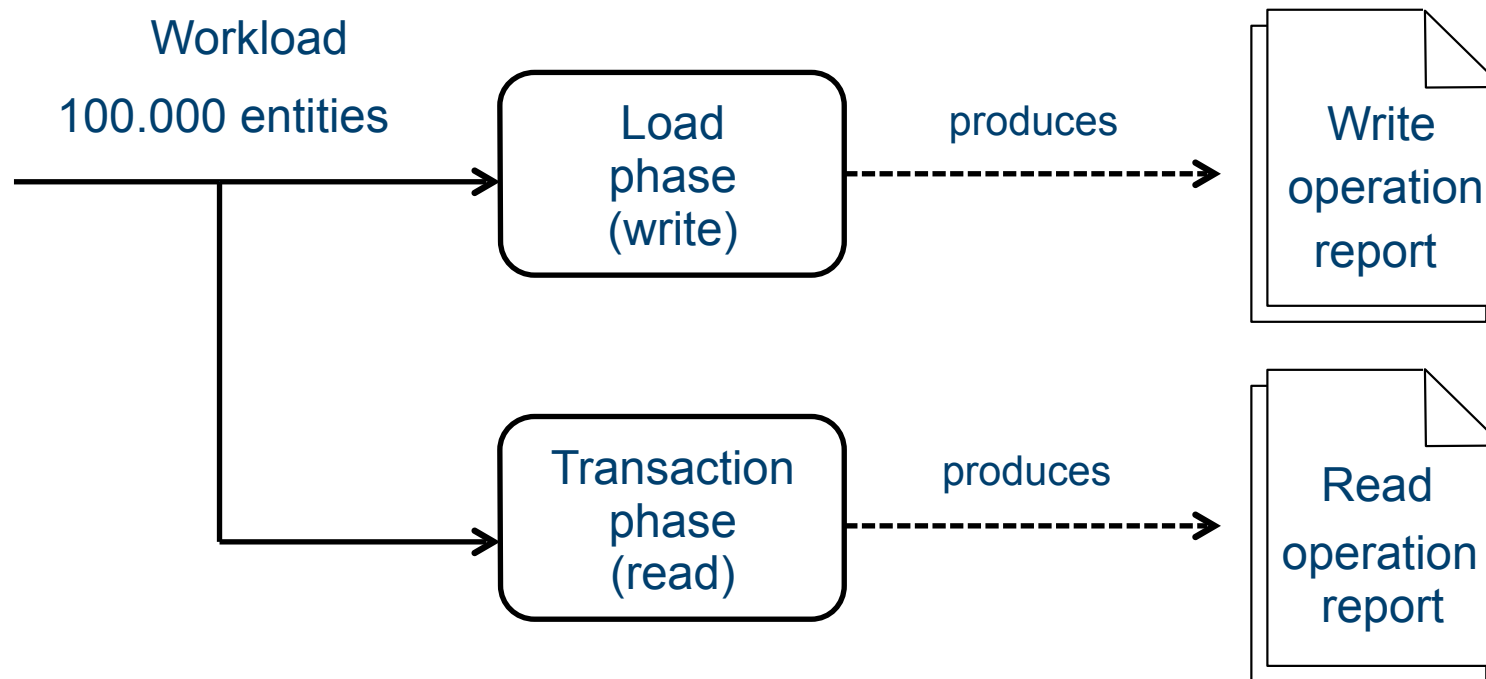 Workload
100.000 entities
Load
phase
(write)
produces
Write
operation
report
Transaction
phase
(read)
produces
Read
operation
report